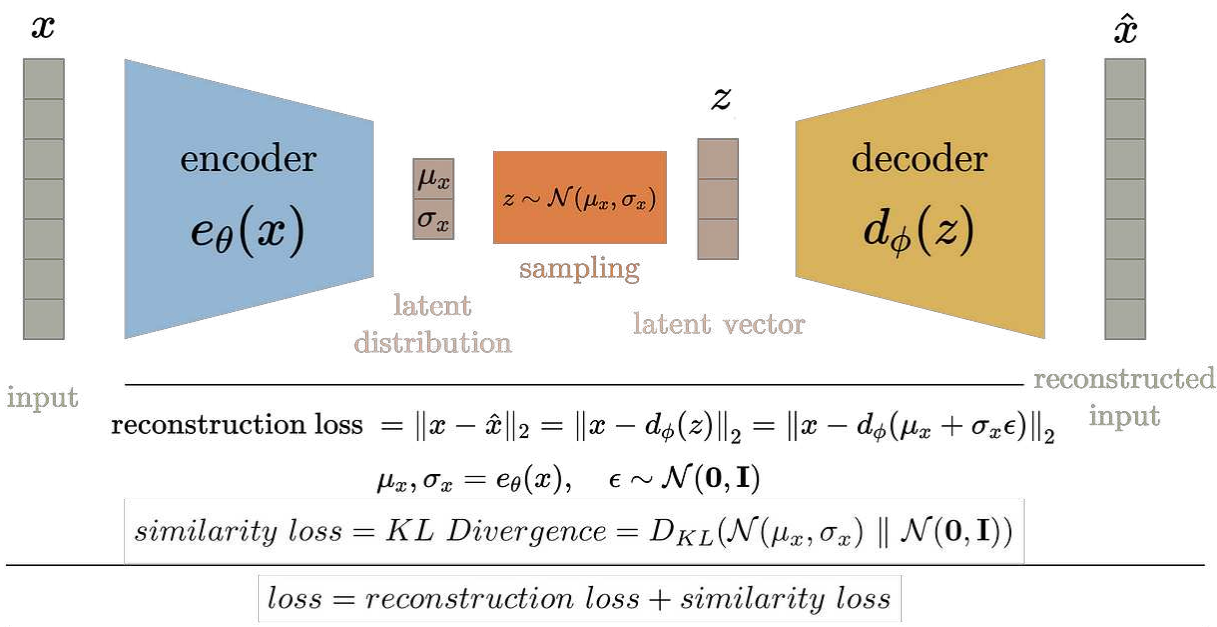 x
x̂
z
encoder
e_θ(x)
μ_x
σ_x
z ∼ 𝒩(μ_x, σ_x)
decoder
d_ϕ(z)
sampling
latent
distribution
latent vector
input
reconstructed
input
reconstruction loss = ‖x − x̂‖₂ = ‖x − d_ϕ(z)‖₂ = ‖x − d_ϕ(μ_x + σ_xϵ)‖₂
μ_x, σ_x = e_θ(x), ϵ ∼ 𝒩(𝟎, 𝐈)
similarity loss = KL Divergence = D_KL(𝒩(μ_x, σ_x) ∥ 𝒩(𝟎, 𝐈))
loss = reconstruction loss + similarity loss